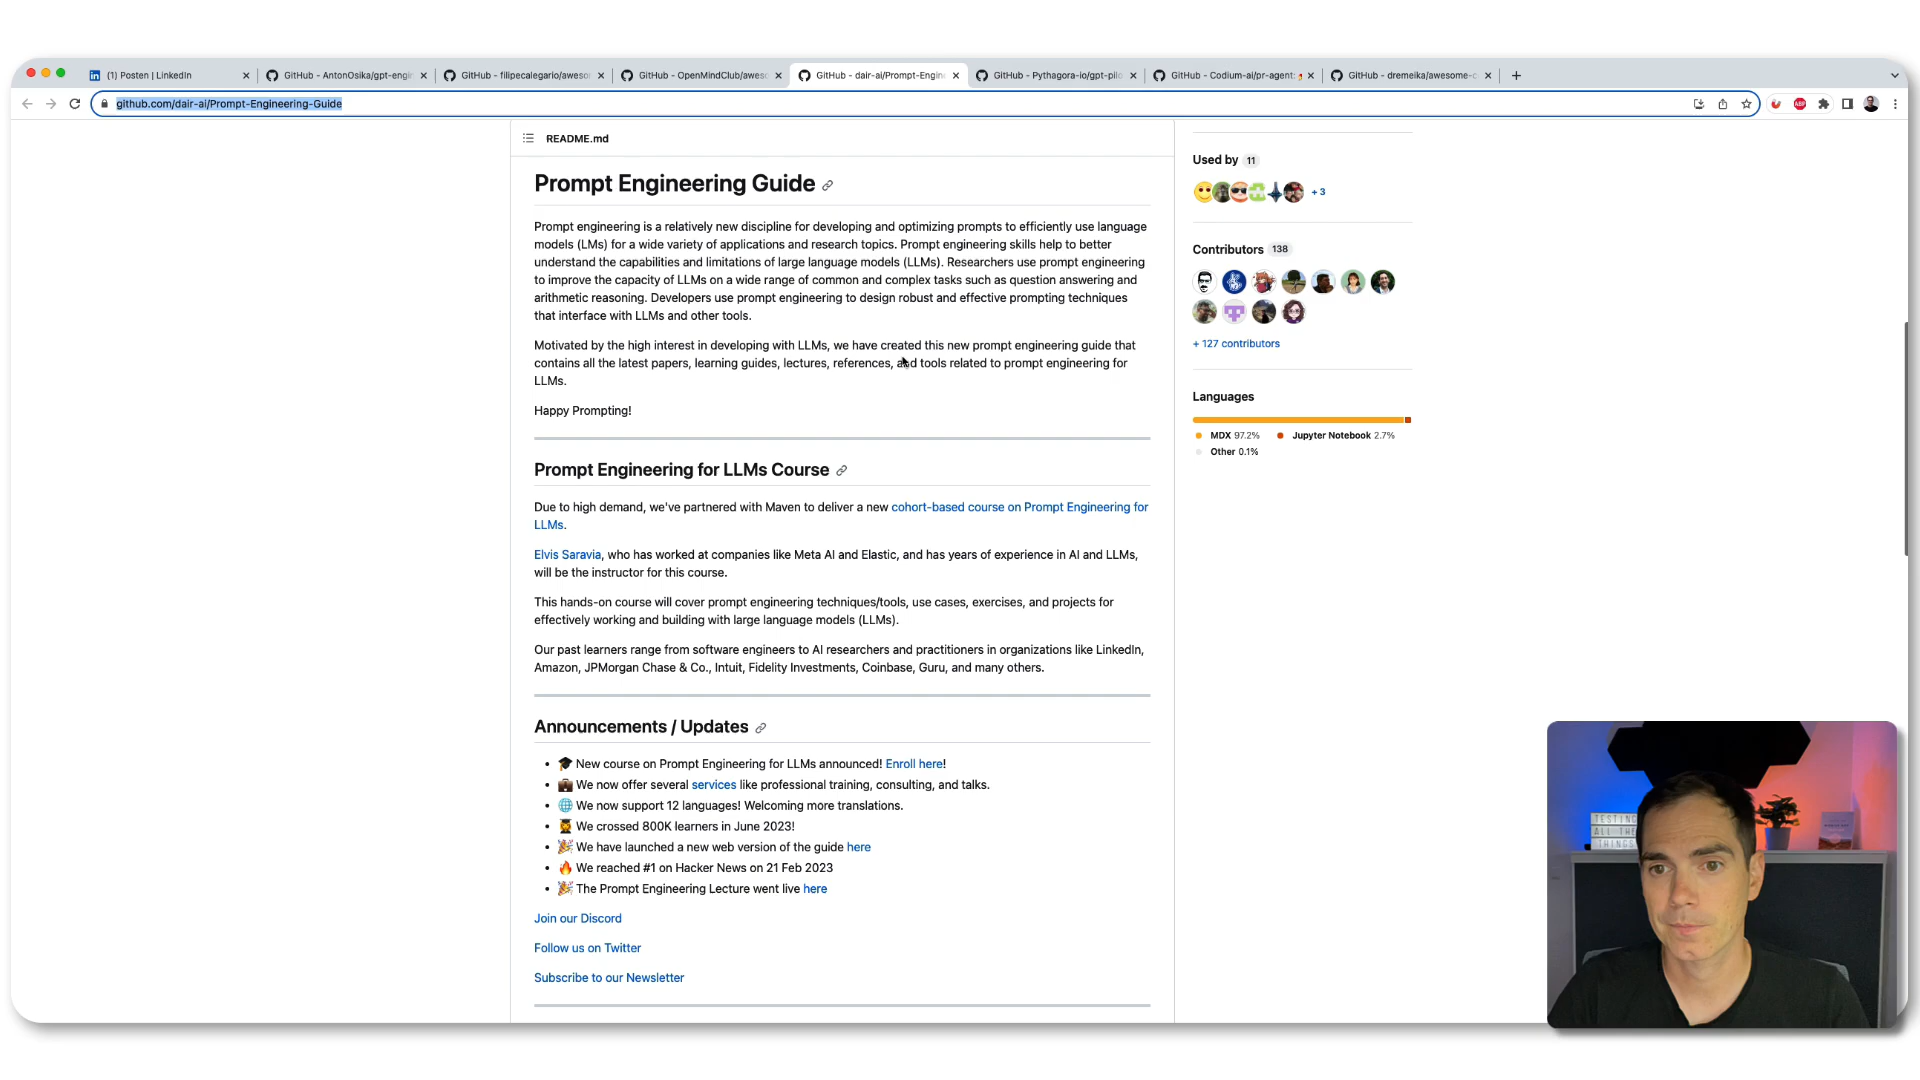 (1) Posten | LinkedIn
GitHub - AntonOsika/gpt-engin
GitHub - filipecalegario/aweso
GitHub - OpenMindClub/aweso
GitHub - dair-ai/Prompt-Engin
GitHub - Pythagora-io/gpt-pilo
GitHub - Codium-ai/pr-agent:
GitHub - dremeika/awesome-c
github.com/dair-ai/Prompt-Engineering-Guide
ABP
README.md
Prompt Engineering Guide
Prompt engineering is a relatively new discipline for developing and optimizing prompts to efficiently use language
models (LMs) for a wide variety of applications and research topics. Prompt engineering skills help to better
understand the capabilities and limitations of large language models (LLMs). Researchers use prompt engineering
to improve the capacity of LLMs on a wide range of common and complex tasks such as question answering and
arithmetic reasoning. Developers use prompt engineering to design robust and effective prompting techniques
that interface with LLMs and other tools.
Motivated by the high interest in developing with LLMs, we have created this new prompt engineering guide that
contains all the latest papers, learning guides, lectures, references, and tools related to prompt engineering for
LLMs.
Happy Prompting!
Prompt Engineering for LLMs Course
Due to high demand, we've partnered with Maven to deliver a new cohort-based course on Prompt Engineering for
LLMs.
Elvis Saravia, who has worked at companies like Meta AI and Elastic, and has years of experience in AI and LLMs,
will be the instructor for this course.
This hands-on course will cover prompt engineering techniques/tools, use cases, exercises, and projects for
effectively working and building with large language models (LLMs).
Our past learners range from software engineers to AI researchers and practitioners in organizations like LinkedIn,
Amazon, JPMorgan Chase & Co., Intuit, Fidelity Investments, Coinbase, Guru, and many others.
Announcements / Updates
🎓 New course on Prompt Engineering for LLMs announced! Enroll here!
💼 We now offer several services like professional training, consulting, and talks.
🌐 We now support 12 languages! Welcoming more translations.
👩‍🎓 We crossed 800K learners in June 2023!
🎉 We have launched a new web version of the guide here
🔥 We reached #1 on Hacker News on 21 Feb 2023
🎉 The Prompt Engineering Lecture went live here
Join our Discord
Follow us on Twitter
Subscribe to our Newsletter
Used by 11
+ 3
Contributors 138
+ 127 contributors
Languages
MDX 97.2%
Jupyter Notebook 2.7%
Other 0.1%
TESTING
ALL THE
THINGS